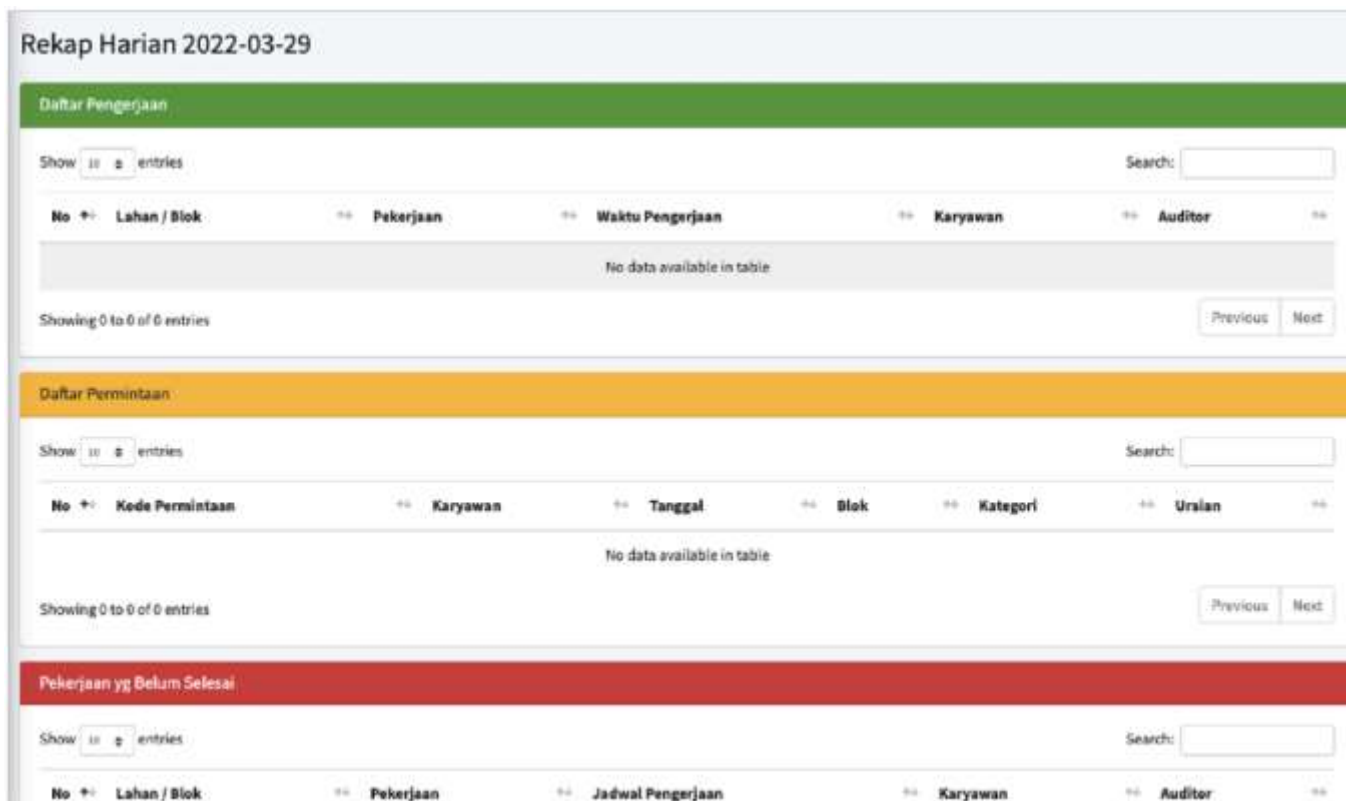 Rekap Harian 2022-03-29
Daftar Pengerjaan
Show 10 entries Search:
No Lahan / Blok Pekerjaan Waktu Pengerjaan Karyawan Auditor
No data available in table
Showing 0 to 0 of 0 entries Previous Next
Daftar Permintaan
Show 10 entries Search:
No Kode Permintaan Karyawan Tanggal Blok Kategori Uraian
No data available in table
Showing 0 to 0 of 0 entries Previous Next
Pekerjaan yg Belum Selesai
Show 10 entries Search:
No Lahan / Blok Pekerjaan Jadwal Pengerjaan Karyawan Auditor